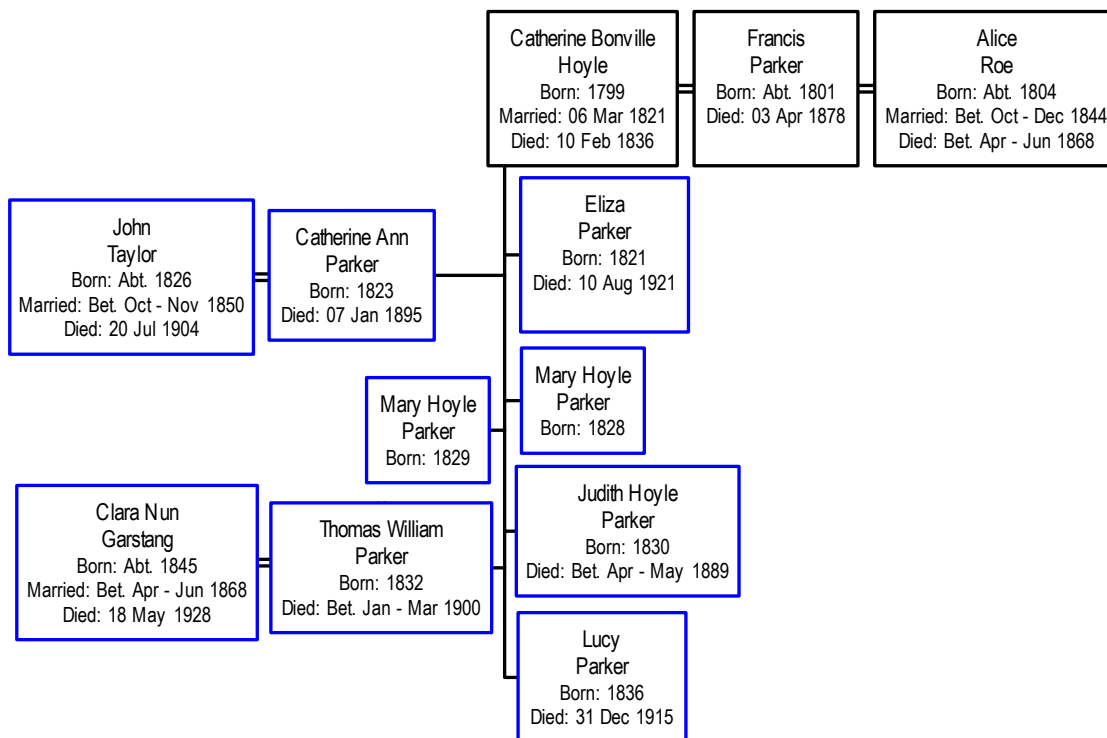 Catherine Bonville
Hoyle
Born: 1799
Married: 06 Mar 1821
Died: 10 Feb 1836
Francis
Parker
Born: Abt. 1801
Died: 03 Apr 1878
Alice
Roe
Born: Abt. 1804
Married: Bet. Oct - Dec 1844
Died: Bet. Apr - Jun 1868
John
Taylor
Born: Abt. 1826
Married: Bet. Oct - Nov 1850
Died: 20 Jul 1904
Catherine Ann
Parker
Born: 1823
Died: 07 Jan 1895
Eliza
Parker
Born: 1821
Died: 10 Aug 1921
Mary Hoyle
Parker
Born: 1829
Mary Hoyle
Parker
Born: 1828
Clara Nun
Garstang
Born: Abt. 1845
Married: Bet. Apr - Jun 1868
Died: 18 May 1928
Thomas William
Parker
Born: 1832
Died: Bet. Jan - Mar 1900
Judith Hoyle
Parker
Born: 1830
Died: Bet. Apr - May 1889
Lucy
Parker
Born: 1836
Died: 31 Dec 1915